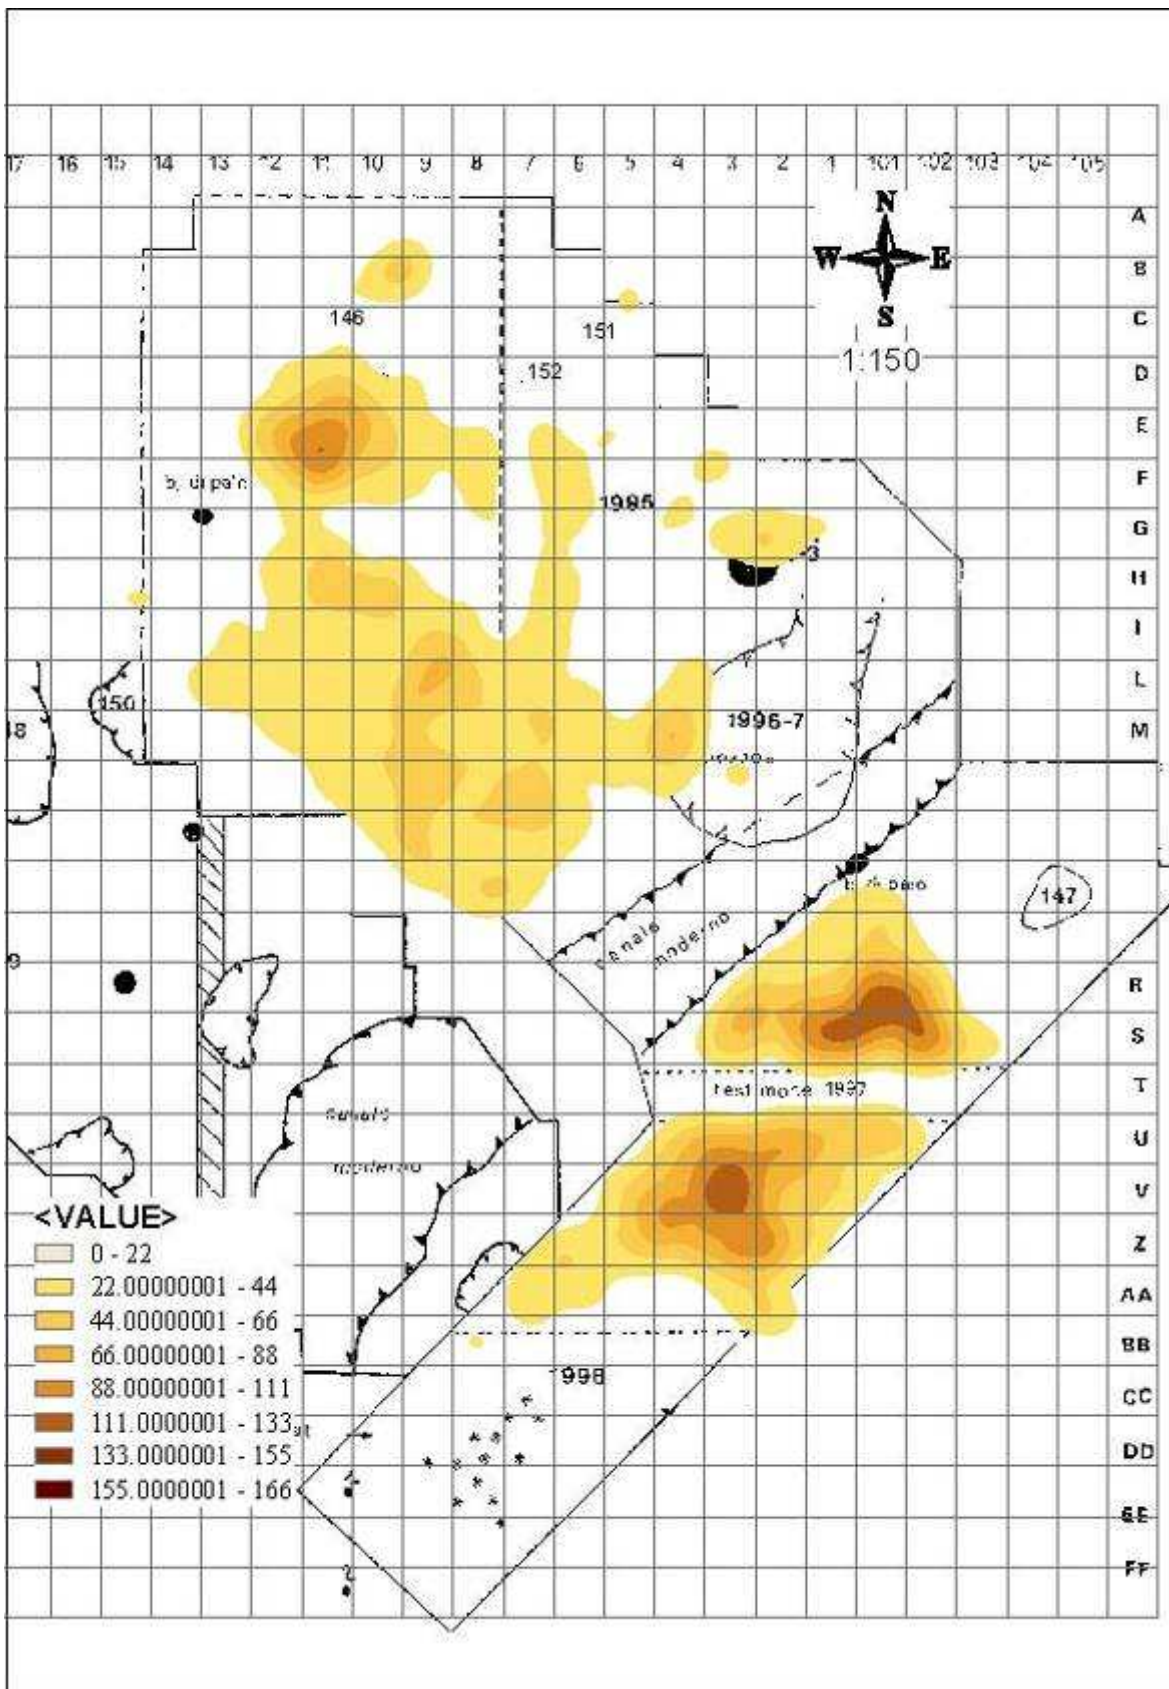 17 16 15 14 13 12 11 10 9 8 7 6 5 4 3 2 1 101 102 103 104 105
N
A
W E
B
S
146
C
151
1:150
152
D
E
F
1985
G
3
H
I
L
150
M
18
1996-7
147
9
canale
moderno
R
S
test mone 1997
T
U
moderno
V
<VALUE>
Z
0 - 22
22.00000001 - 44
AA
44.00000001 - 66
BB
66.00000001 - 88
1998
88.00000001 - 111
CC
111.0000001 - 133
DD
133.0000001 - 155
155.0000001 - 166
EE
FF